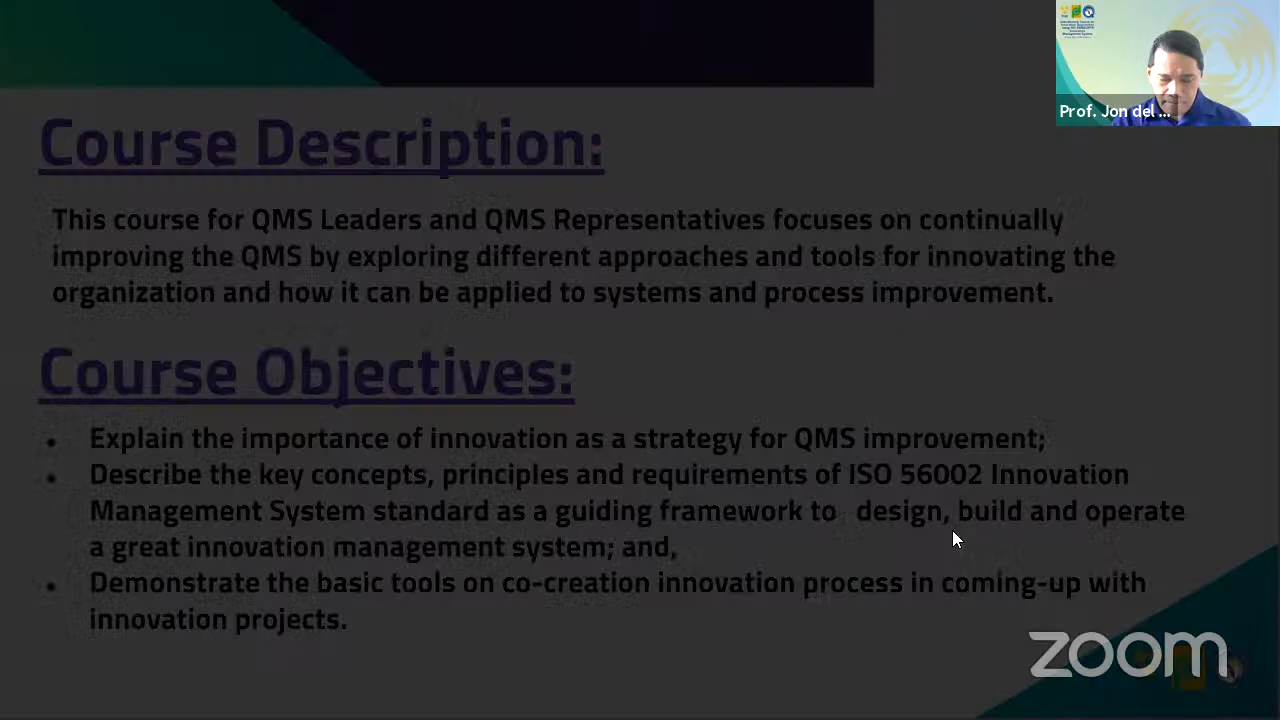 Prof. Jon del ...
Course Description:
This course for QMS Leaders and QMS Representatives focuses on continually
improving the QMS by exploring different approaches and tools for innovating the
organization and how it can be applied to systems and process improvement.
Course Objectives:
• Explain the importance of innovation as a strategy for QMS improvement;
• Describe the key concepts, principles and requirements of ISO 56002 Innovation
Management System standard as a guiding framework to design, build and operate
a great innovation management system; and,
• Demonstrate the basic tools on co-creation innovation process in coming-up with
innovation projects.
zoom